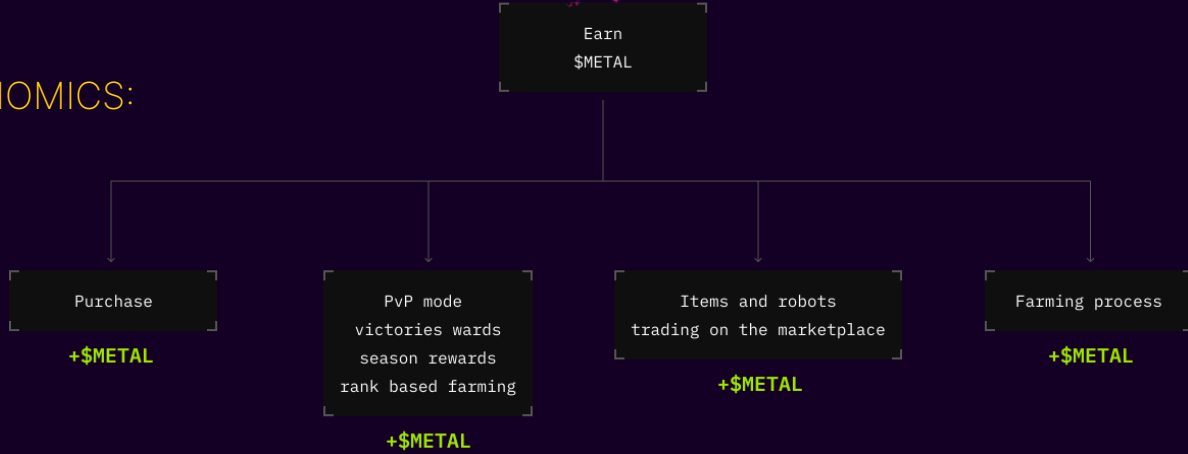 Earn
$METAL
NOMICS:
Purchase
+$METAL
PvP mode
victories wards
season rewards
rank based farming
+$METAL
Items and robots
trading on the marketplace
+$METAL
Farming process
+$METAL